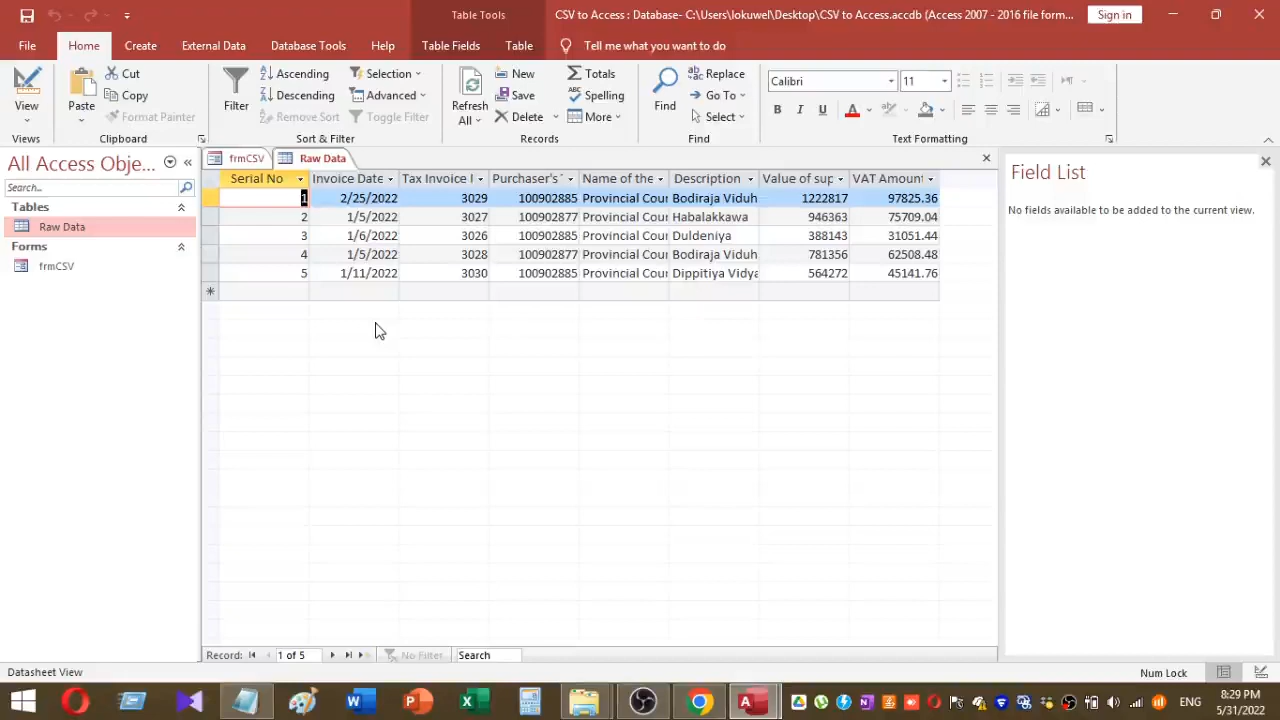 Table Tools
CSV to Access : Database- C:\Users\lokuwel\Desktop\CSV to Access.accdb (Access 2007 - 2016 file form...
Sign in
File Home Create External Data Database Tools Help Table Fields Table Tell me what you want to do
View
Views
Paste
Cut
Copy
Format Painter
Clipboard
Filter
Ascending
Descending
Remove Sort
Selection
Advanced
Toggle Filter
Sort & Filter
Refresh
All
New
Save
Delete
Totals
Spelling
More
Records
Find
Replace
Go To
Select
Find
Calibri 11
B I U A
Text Formatting
All Access Obje...
Search...
Tables
Raw Data
Forms
frmCSV
frmCSV Raw Data
Serial No Invoice Date Tax Invoice I Purchaser's Name of the Description Value of sup VAT Amount
1 2/25/2022 3029 100902885 Provincial Cour Bodiraja Viduh 1222817 97825.36
2 1/5/2022 3027 100902877 Provincial Cour Habalakkawa 946363 75709.04
3 1/6/2022 3026 100902885 Provincial Cour Duldeniya 388143 31051.44
4 1/5/2022 3028 100902877 Provincial Cour Bodiraja Viduh 781356 62508.48
5 1/11/2022 3030 100902885 Provincial Cour Dippitiya Vidya 564272 45141.76
Record: 1 of 5 No Filter Search
Field List
No fields available to be added to the current view.
Datasheet View
Num Lock
ENG
8:29 PM
5/31/2022